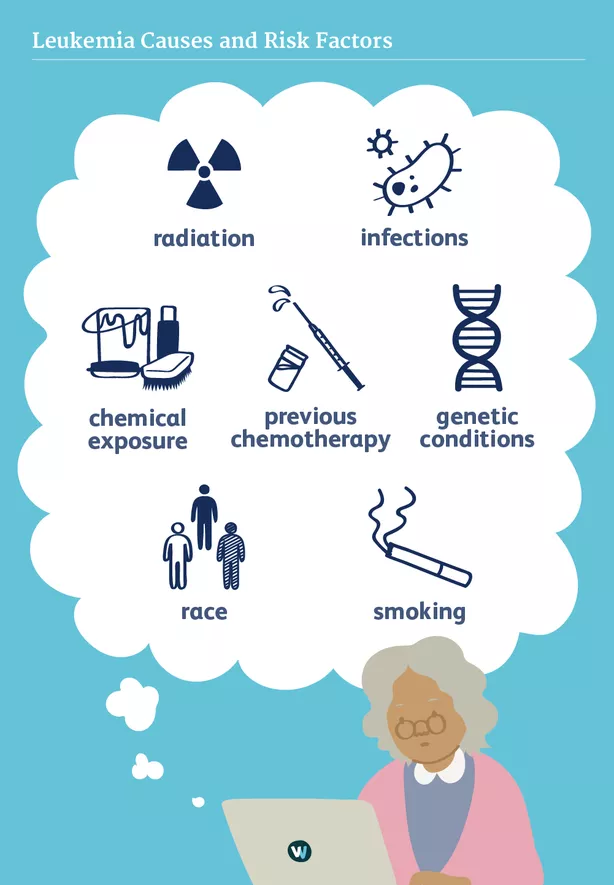 Leukemia Causes and Risk Factors
radiation
infections
chemical
exposure
previous
chemotherapy
genetic
conditions
race
smoking
W